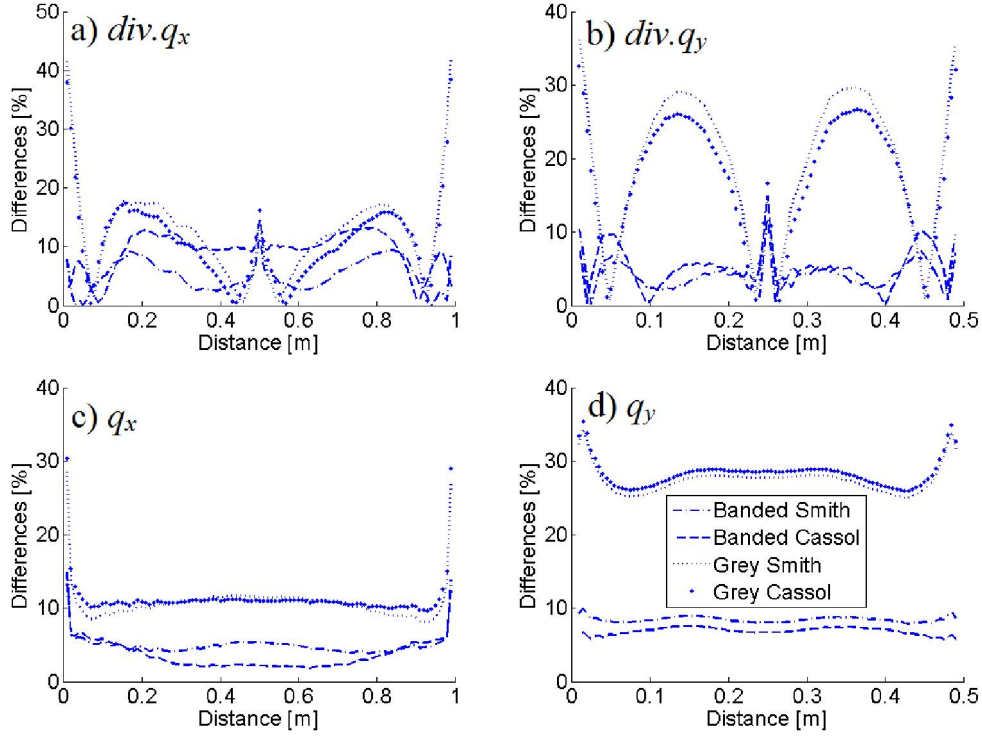 a) div.qx
Differences [%]
50
40
30
20
10
0
0 0.2 0.4 0.6 0.8 1
Distance [m]
b) div.qy
Differences [%]
40
30
20
10
0
0 0.1 0.2 0.3 0.4 0.5
Distance [m]
c) qx
Differences [%]
40
30
20
10
0
0 0.2 0.4 0.6 0.8 1
Distance [m]
d) qy
Differences [%]
40
30
20
10
0
Banded Smith
Banded Cassol
Grey Smith
Grey Cassol
0 0.1 0.2 0.3 0.4 0.5
Distance [m]